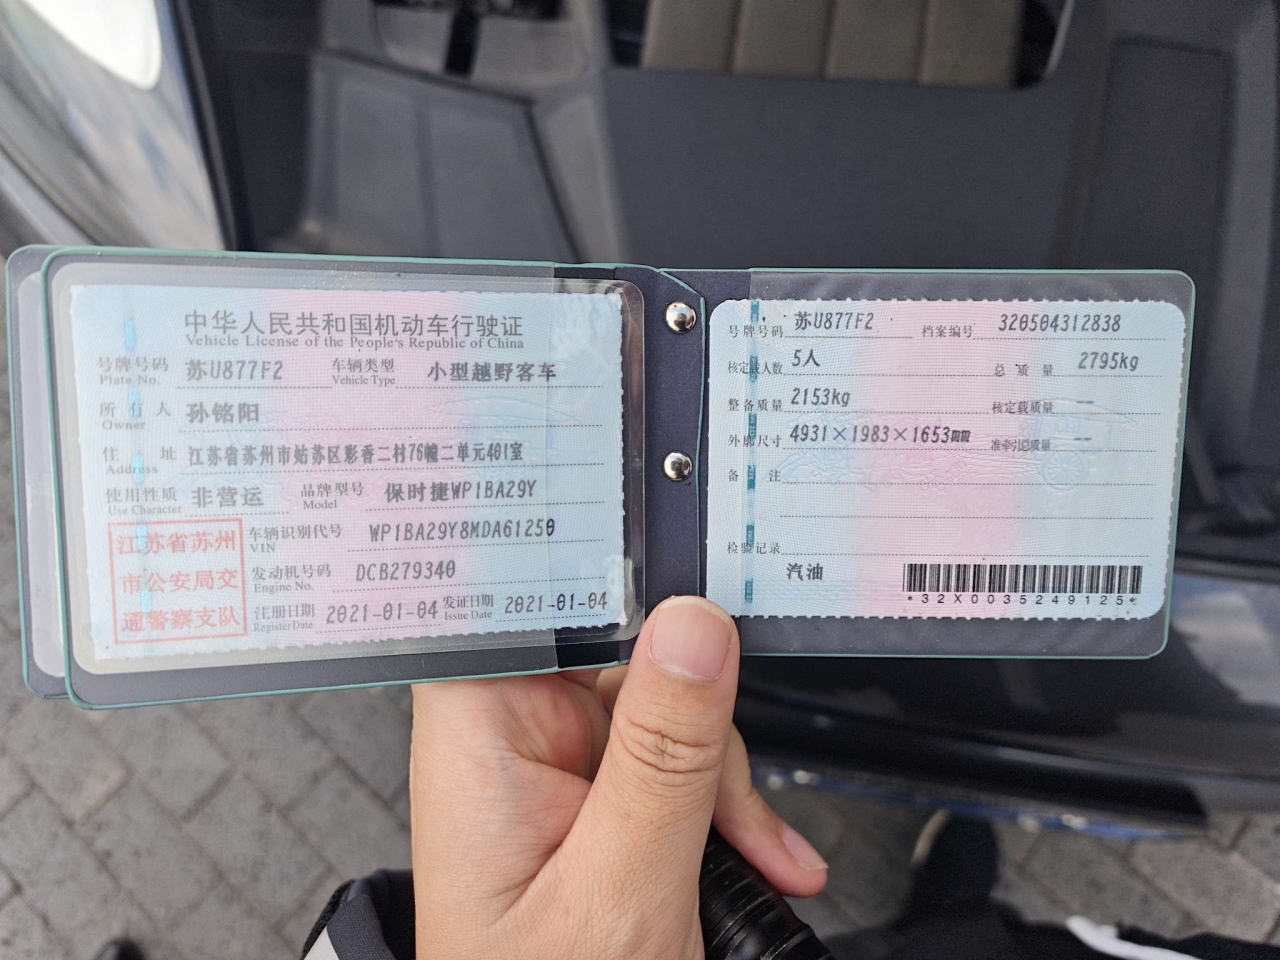 中华人民共和国机动车行驶证
Vehicle License of the People's Republic of China
号牌号码 苏U877F2 车辆类型 小型越野客车
Plate No. Vehicle Type
所有人 孙铭阳
Owner
住址 江苏省苏州市姑苏区彩香二村76幢二单元401室
Address
使用性质 非营运 品牌型号 保时捷WP1BA29Y
Use Character Model
江苏省苏州
市公安局交
通警察支队
车辆识别代号 WP1BA29Y8MDA61250
VIN
发动机号码 DCB279340
Engine No.
注册日期 2021-01-04 发证日期 2021-01-04
Register Date Issue Date
号牌号码 苏U877F2 档案编号 320504312838
核定载人数 5人 总质量 2795kg
整备质量 2153kg 核定载质量 --
外廓尺寸 4931×1983×1653mm 准牵引总质量 --
备注
检验记录
汽油
*32X0035249125*